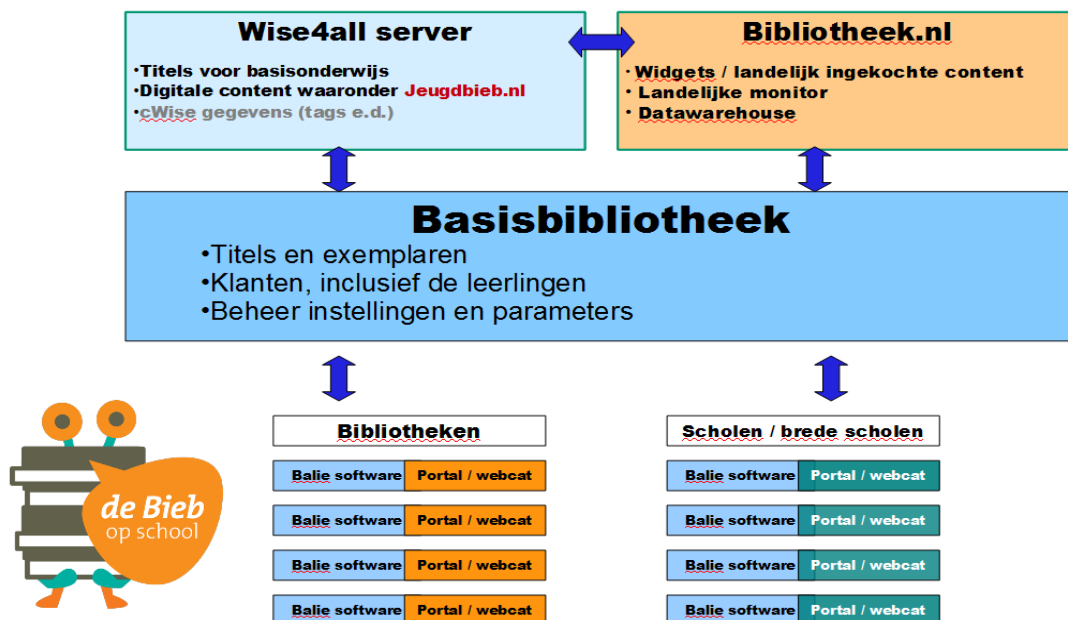 Wise4all server
•Titels voor basisonderwijs
•Digitale content waaronder Jeugdbieb.nl
•cWise gegevens (tags e.d.)
Bibliotheek.nl
• Widgets / landelijk ingekochte content
• Landelijke monitor
• Datawarehouse
Basisbibliotheek
•Titels en exemplaren
•Klanten, inclusief de leerlingen
•Beheer instellingen en parameters
de Bieb
op school
Bibliotheken
Balie software Portal / webcat
Balie software Portal / webcat
Balie software Portal / webcat
Balie software Portal / webcat
Scholen / brede scholen
Balie software Portal / webcat
Balie software Portal / webcat
Balie software Portal / webcat
Balie software Portal / webcat